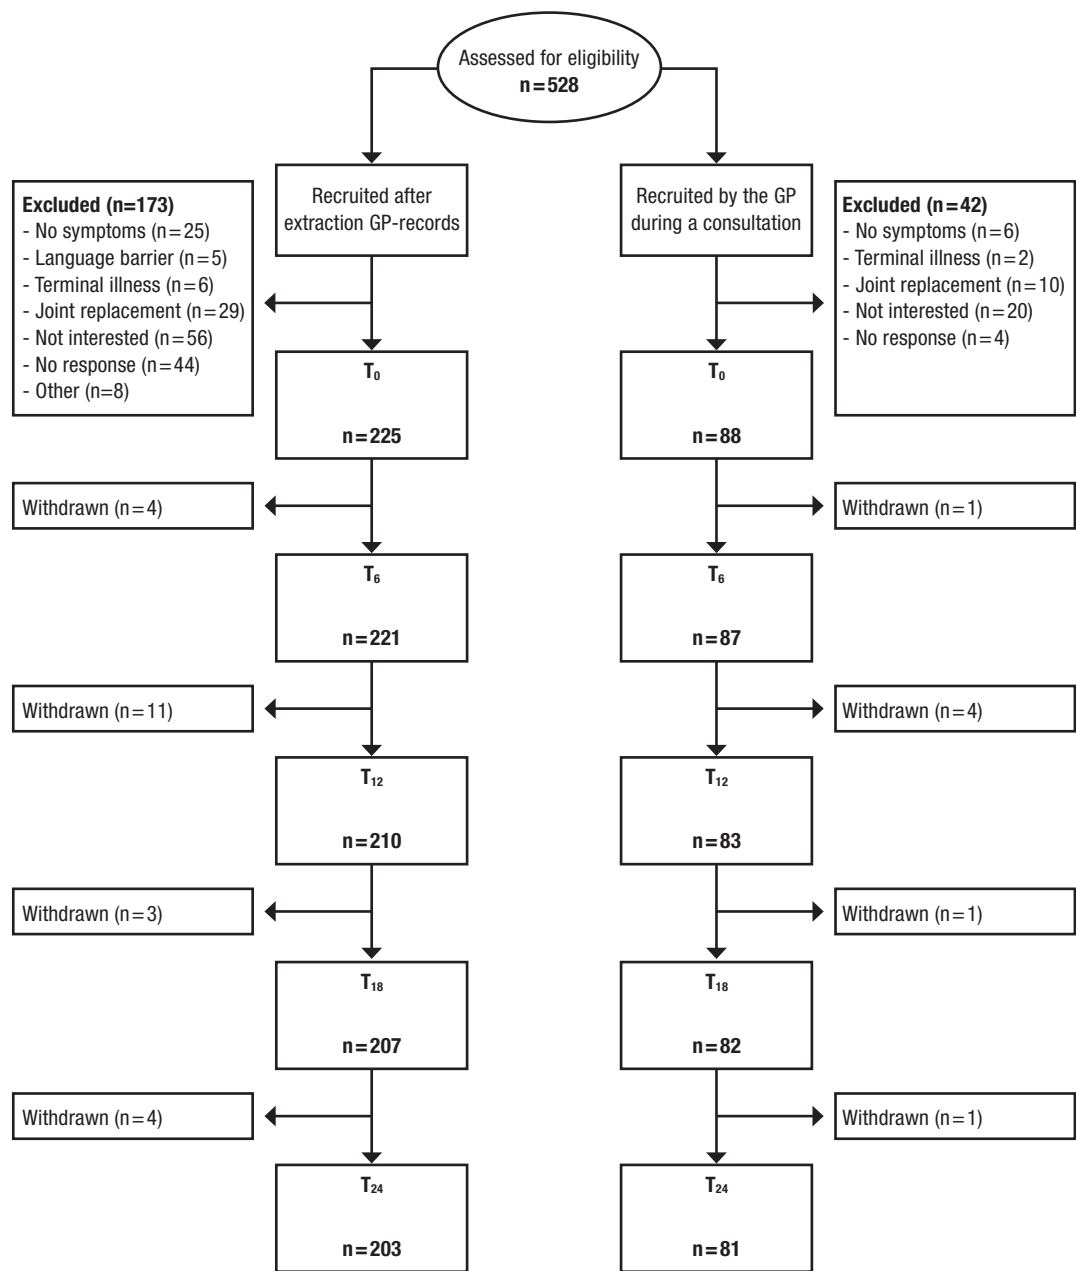 Assessed for eligibility
n=528
Recruited after
extraction GP-records
Recruited by the GP
during a consultation
Excluded (n=173)
- No symptoms (n=25)
- Language barrier (n=5)
- Terminal illness (n=6)
- Joint replacement (n=29)
- Not interested (n=56)
- No response (n=44)
- Other (n=8)
Excluded (n=42)
- No symptoms (n=6)
- Terminal illness (n=2)
- Joint replacement (n=10)
- Not interested (n=20)
- No response (n=4)
T₀
n=225
T₀
n=88
Withdrawn (n=4)
Withdrawn (n=1)
T₆
n=221
T₆
n=87
Withdrawn (n=11)
Withdrawn (n=4)
T₁₂
n=210
T₁₂
n=83
Withdrawn (n=3)
Withdrawn (n=1)
T₁₈
n=207
T₁₈
n=82
Withdrawn (n=4)
Withdrawn (n=1)
T₂₄
n=203
T₂₄
n=81